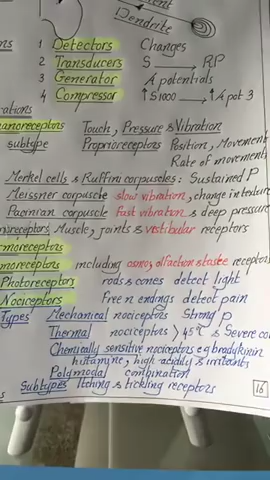 Dendrite
1 Detectors Changes
2 Transducers S → RP
3 Generator A potentials
4 Compressor ↑S1000 → ↑A pot 3
Touch, Pressure & Vibration
subtype Proprioceptors Position, Movement
Rate of movement
Merkel cells & Ruffini corpuscles: Sustained P
Meissner corpuscle slow vibration, change in texture
Pacinian corpuscle fast vibration & deep pressure
Muscle, joints & vestibular receptors
including osmo, olfaction & taste receptors
Photoreceptors rods & cones detect light
Nociceptors Free n endings detect pain
Types Mechanical nociceptors Strong P
Thermal nociceptors > 45°C & Severe
Chemically sensitive nociceptors e.g bradykinin
histamine, high acidity & irritants
Polymodal combination
Subtypes Itching & tickling receptors
16